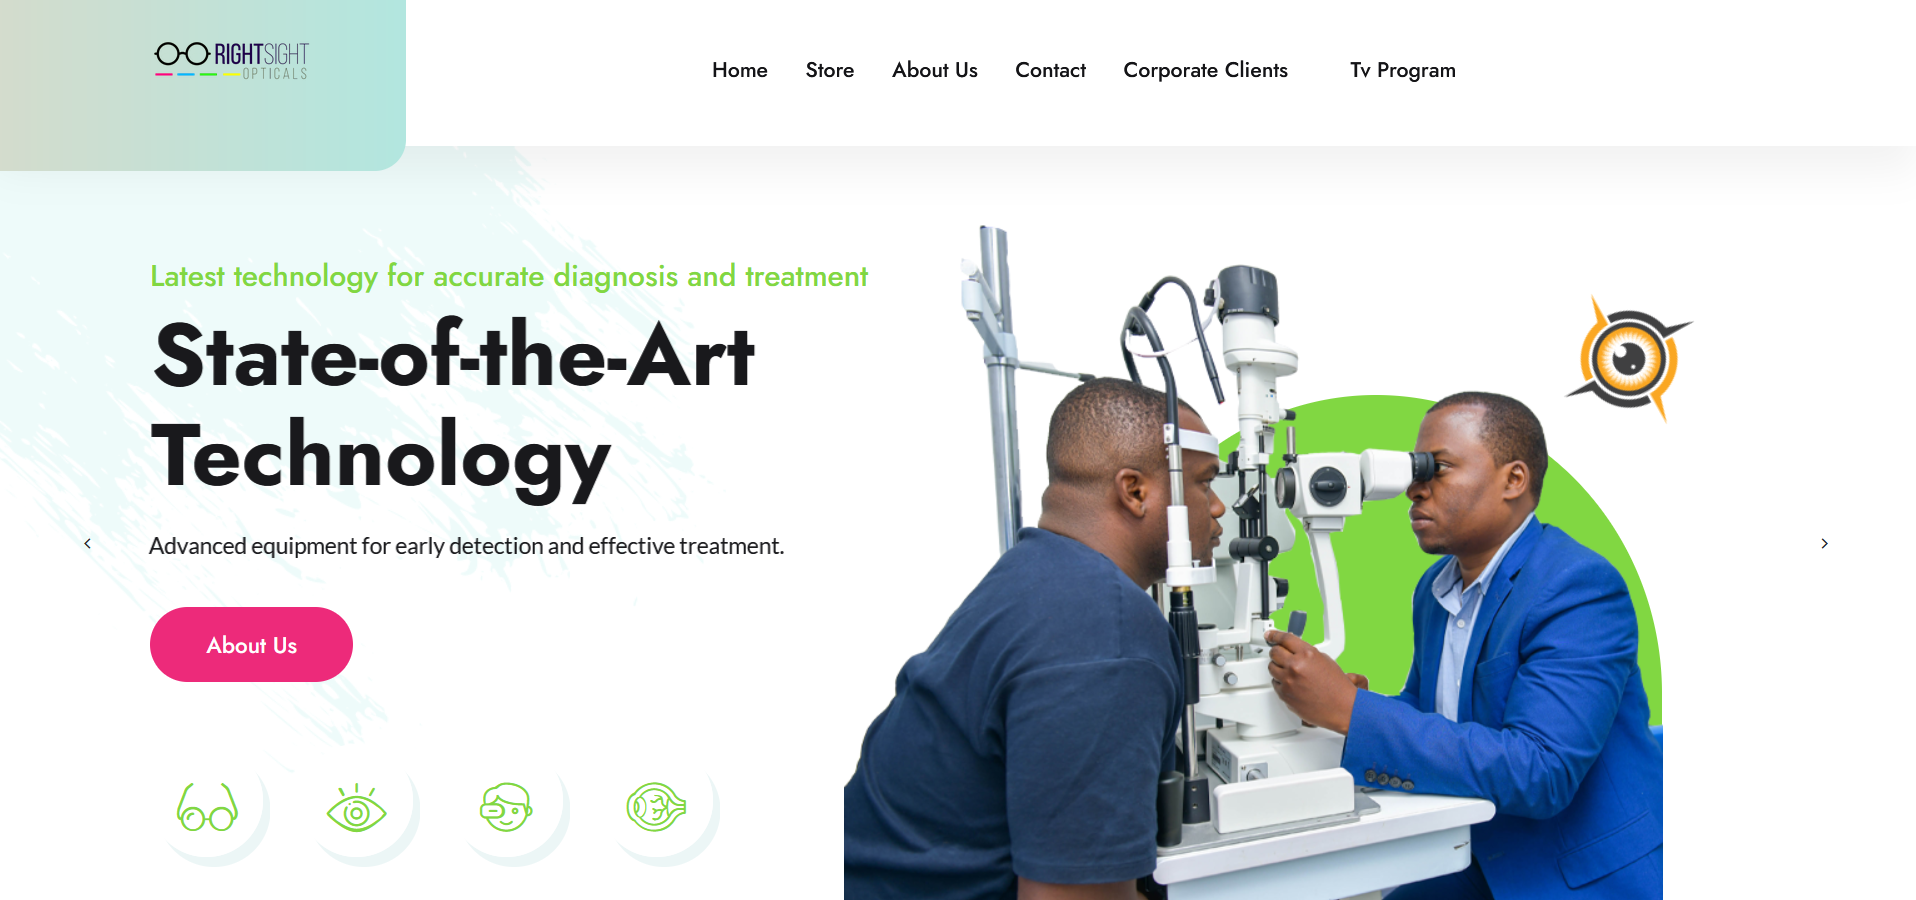 RIGHTSIGHT
OPTICALS
Home
Store
About Us
Contact
Corporate Clients
Tv Program
Latest technology for accurate diagnosis and treatment
State-of-the-Art
Technology
Advanced equipment for early detection and effective treatment.
About Us